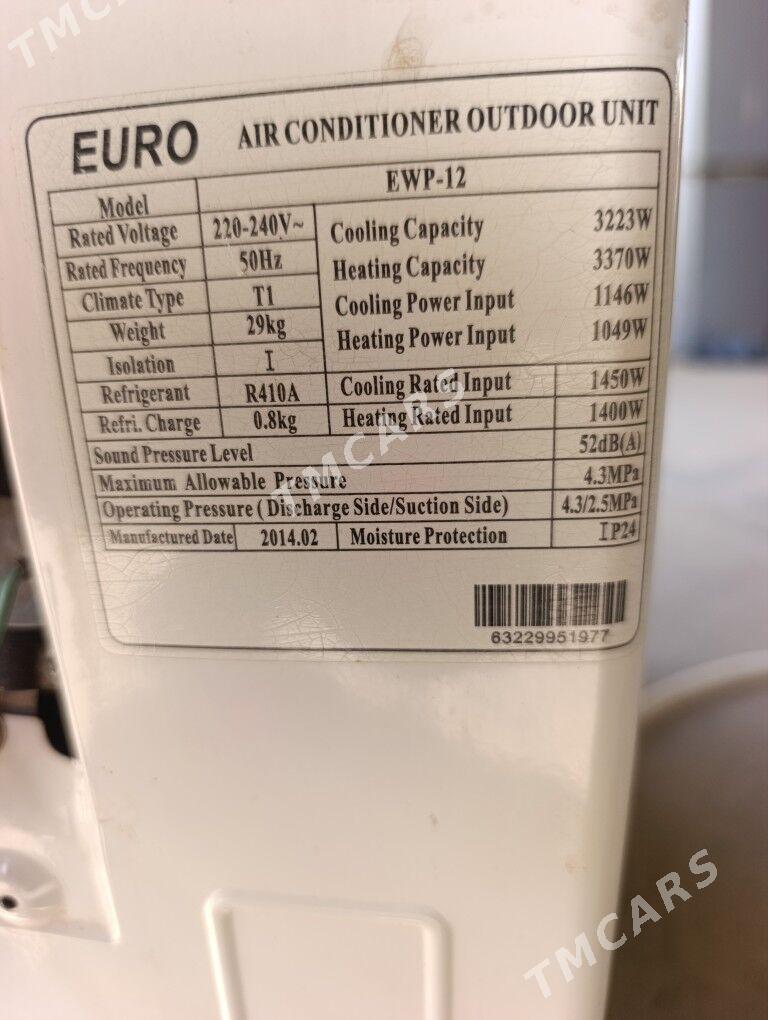 TMCARS
EURO AIR CONDITIONER OUTDOOR UNIT
Model EWP-12
Rated Voltage 220-240V~ Cooling Capacity 3223W
Rated Frequency 50Hz Heating Capacity 3370W
Climate Type T1 Cooling Power Input 1146W
Weight 29kg Heating Power Input 1049W
Isolation I
Refrigerant R410A Cooling Rated Input 1450W
Refri. Charge 0.8kg Heating Rated Input 1400W
Sound Pressure Level 52dB(A)
Maximum Allowable Pressure 4.3MPa
Operating Pressure ( Discharge Side/Suction Side) 4.3/2.5MPa
Manufactured Date 2014.02 Moisture Protection IP24
TMCARS
63229951977
TMCARS